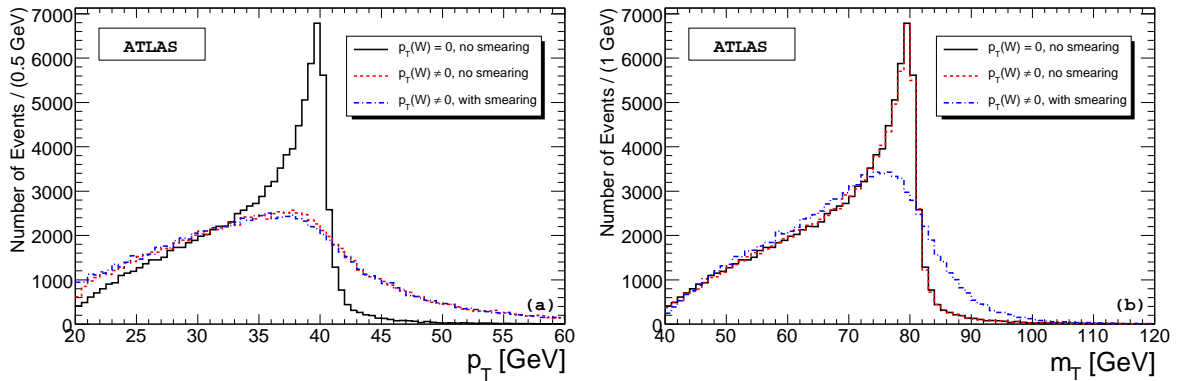 Number of Events / (0.5 GeV)
7000
6000
5000
4000
3000
2000
1000
0
ATLAS
p_T(W) = 0, no smearing
p_T(W) ≠ 0, no smearing
p_T(W) ≠ 0, with smearing
(a)
20 25 30 35 40 45 50 55 60
p_T [GeV]
Number of Events / (1 GeV)
7000
6000
5000
4000
3000
2000
1000
0
ATLAS
p_T(W) = 0, no smearing
p_T(W) ≠ 0, no smearing
p_T(W) ≠ 0, with smearing
(b)
40 50 60 70 80 90 100 110 120
m_T [GeV]